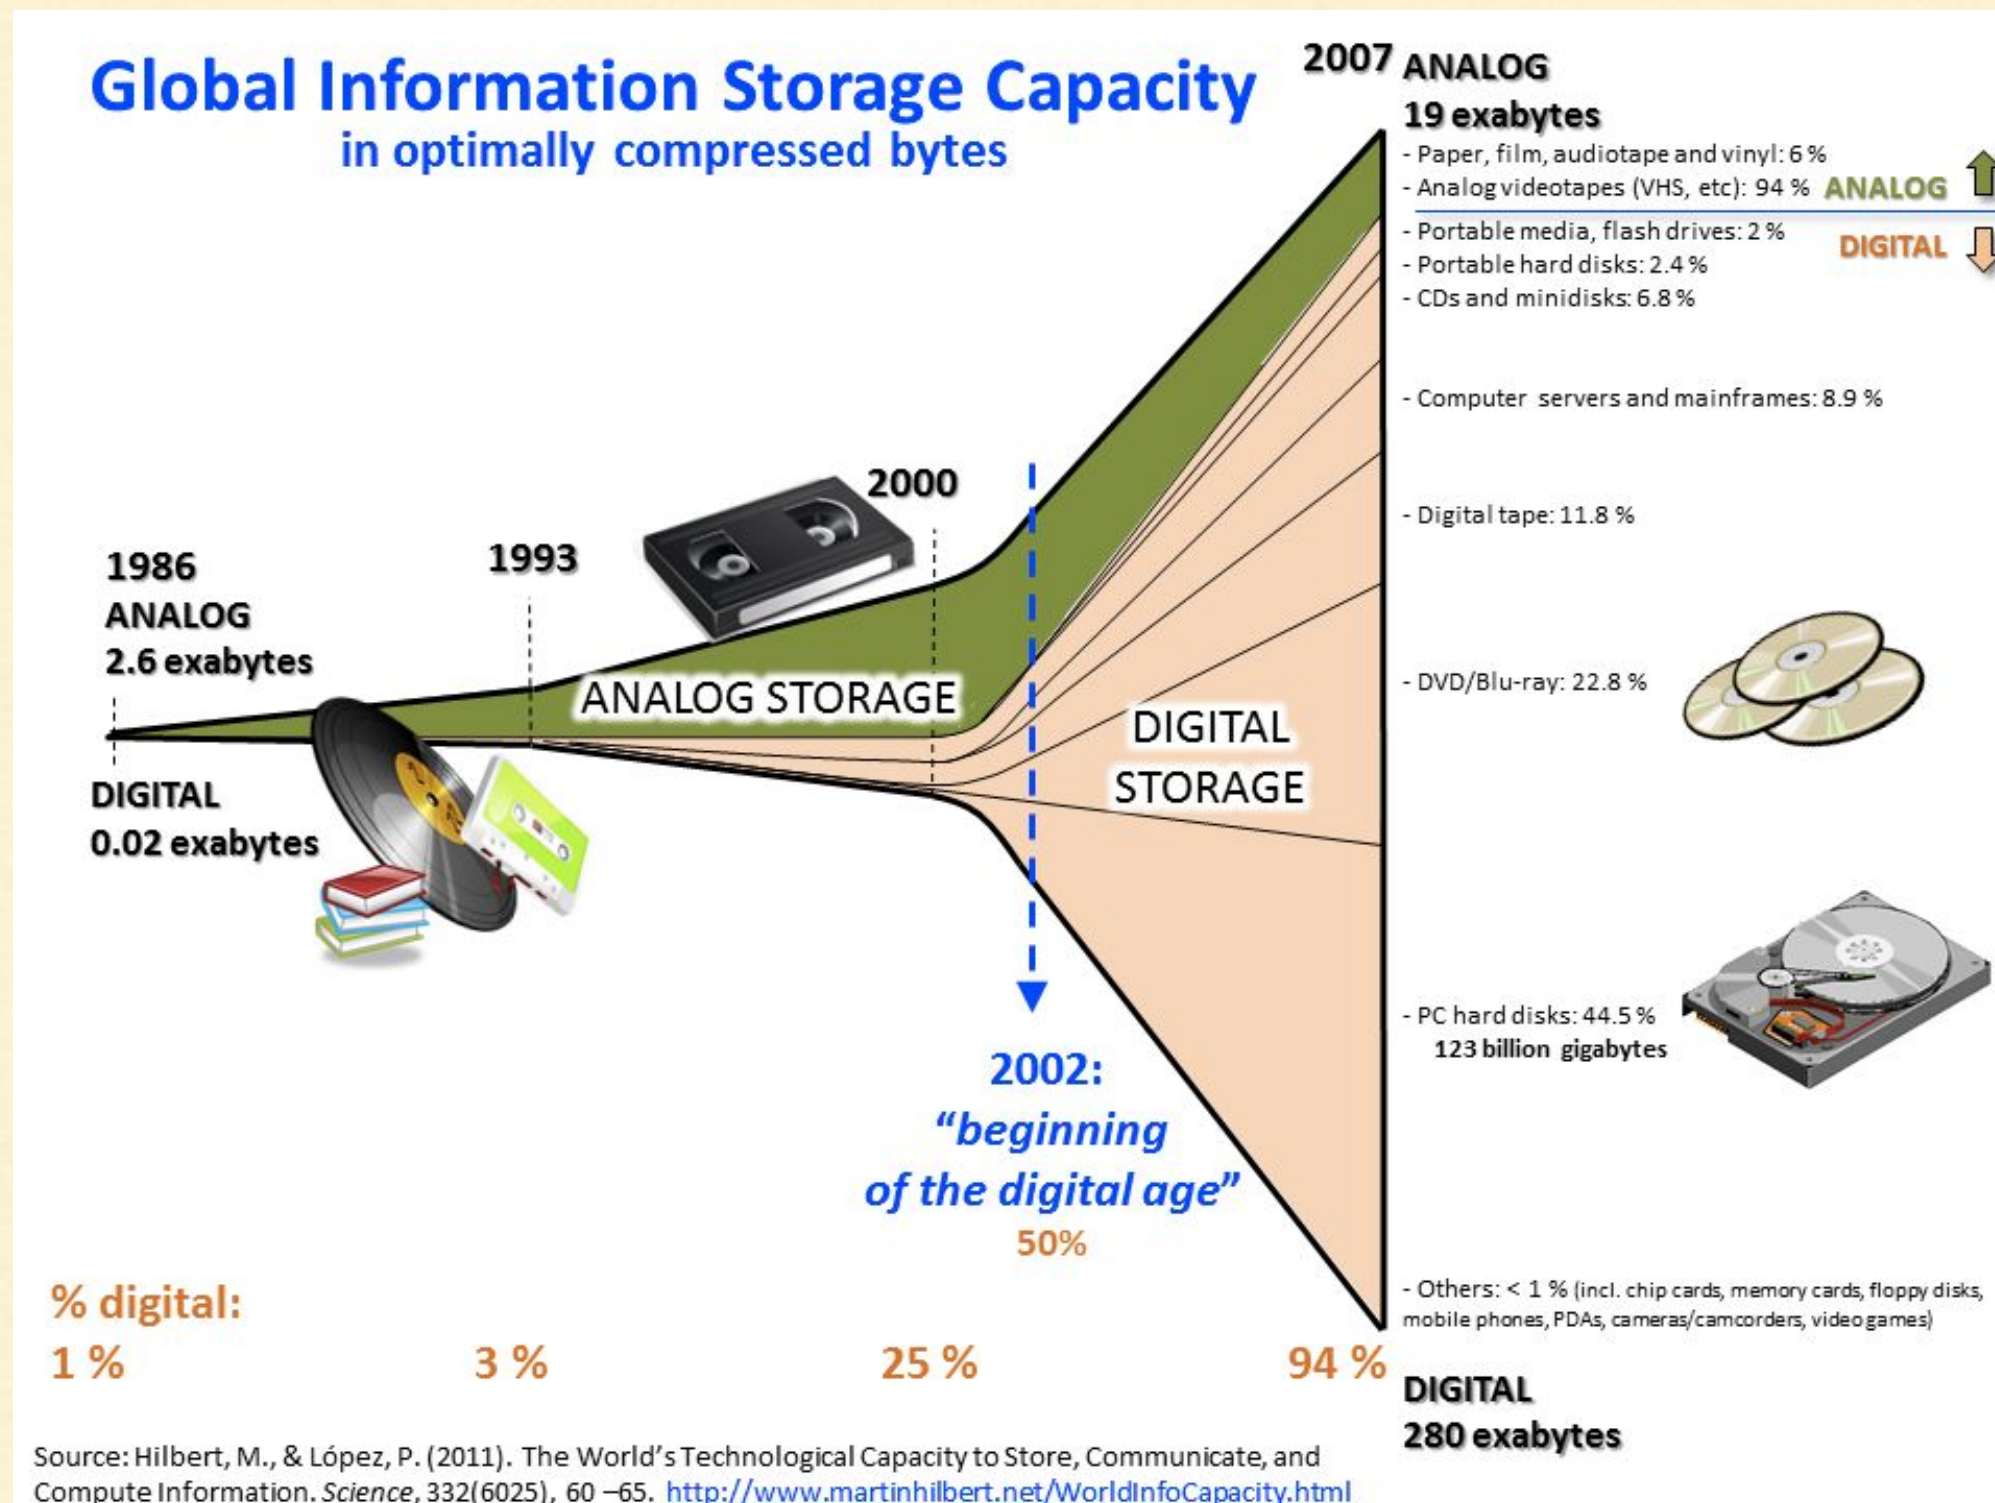 Global Information Storage Capacity
in optimally compressed bytes
2007
ANALOG
19 exabytes
- Paper, film, audiotape and vinyl: 6 %
- Analog videotapes (VHS, etc): 94 %
ANALOG
DIGITAL
- Portable media, flash drives: 2 %
- Portable hard disks: 2.4 %
- CDs and minidisks: 6.8 %
- Computer servers and mainframes: 8.9 %
- Digital tape: 11.8 %
- DVD/Blu-ray: 22.8 %
- PC hard disks: 44.5 %
123 billion gigabytes
- Others: < 1 % (incl. chip cards, memory cards, floppy disks,
mobile phones, PDAs, cameras/camcorders, video games)
DIGITAL
280 exabytes
1986
ANALOG
2.6 exabytes
DIGITAL
0.02 exabytes
1993
2000
ANALOG STORAGE
DIGITAL
STORAGE
2002:
“beginning
of the digital age”
50%
% digital:
1 %
3 %
25 %
94 %
Source: Hilbert, M., & López, P. (2011). The World’s Technological Capacity to Store, Communicate, and
Compute Information. Science, 332(6025), 60 –65. http://www.martinhilbert.net/WorldInfoCapacity.html